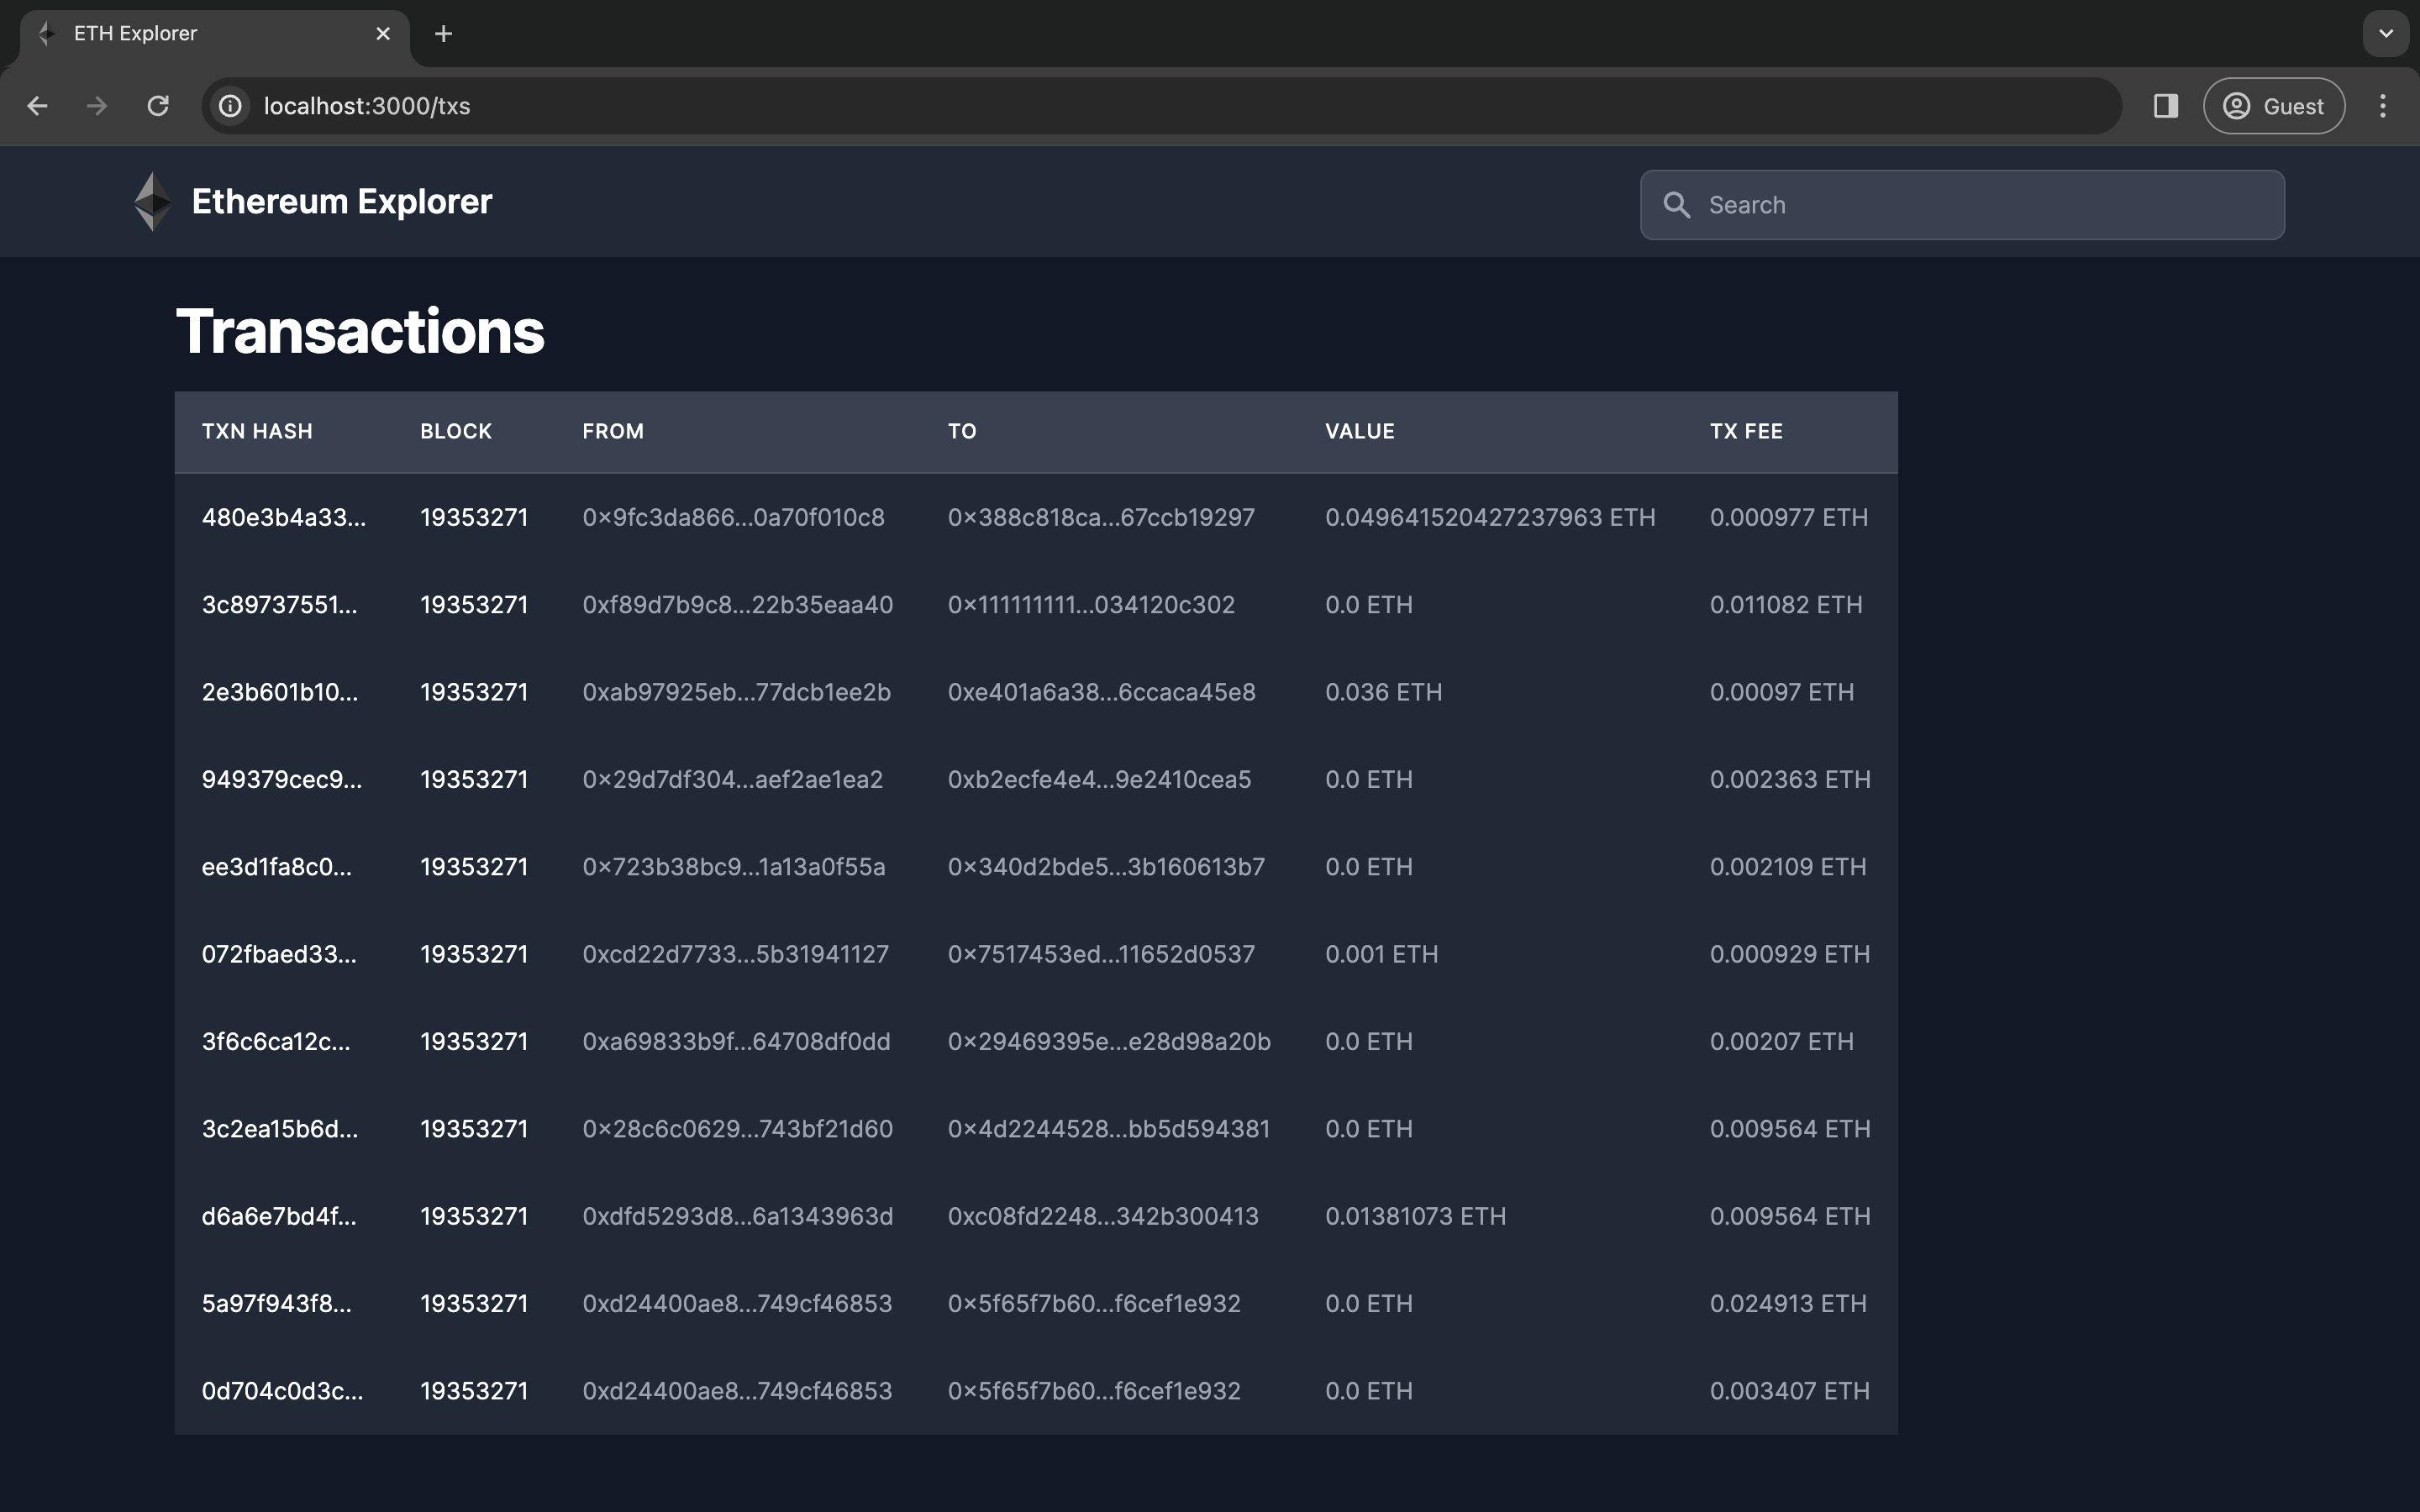 ETH Explorer
localhost:3000/txs
Guest
Ethereum Explorer
Search
Transactions
TXN HASH BLOCK FROM TO VALUE TX FEE
480e3b4a33... 19353271 0x9fc3da866...0a70f010c8 0x388c818ca...67ccb19297 0.049641520427237963 ETH 0.000977 ETH
3c89737551... 19353271 0xf89d7b9c8...22b35eaa40 0x111111111...034120c302 0.0 ETH 0.011082 ETH
2e3b601b10... 19353271 0xab97925eb...77dcb1ee2b 0xe401a6a38...6ccaca45e8 0.036 ETH 0.00097 ETH
949379cec9... 19353271 0x29d7df304...aef2ae1ea2 0xb2ecfe4e4...9e2410cea5 0.0 ETH 0.002363 ETH
ee3d1fa8c0... 19353271 0x723b38bc9...1a13a0f55a 0x340d2bde5...3b160613b7 0.0 ETH 0.002109 ETH
072fbaed33... 19353271 0xcd22d7733...5b31941127 0x7517453ed...11652d0537 0.001 ETH 0.000929 ETH
3f6c6ca12c... 19353271 0xa69833b9f...64708df0dd 0x29469395e...e28d98a20b 0.0 ETH 0.00207 ETH
3c2ea15b6d... 19353271 0x28c6c0629...743bf21d60 0x4d2244528...bb5d594381 0.0 ETH 0.009564 ETH
d6a6e7bd4f... 19353271 0xdfd5293d8...6a1343963d 0xc08fd2248...342b300413 0.01381073 ETH 0.009564 ETH
5a97f943f8... 19353271 0xd24400ae8...749cf46853 0x5f65f7b60...f6cef1e932 0.0 ETH 0.024913 ETH
0d704c0d3c... 19353271 0xd24400ae8...749cf46853 0x5f65f7b60...f6cef1e932 0.0 ETH 0.003407 ETH